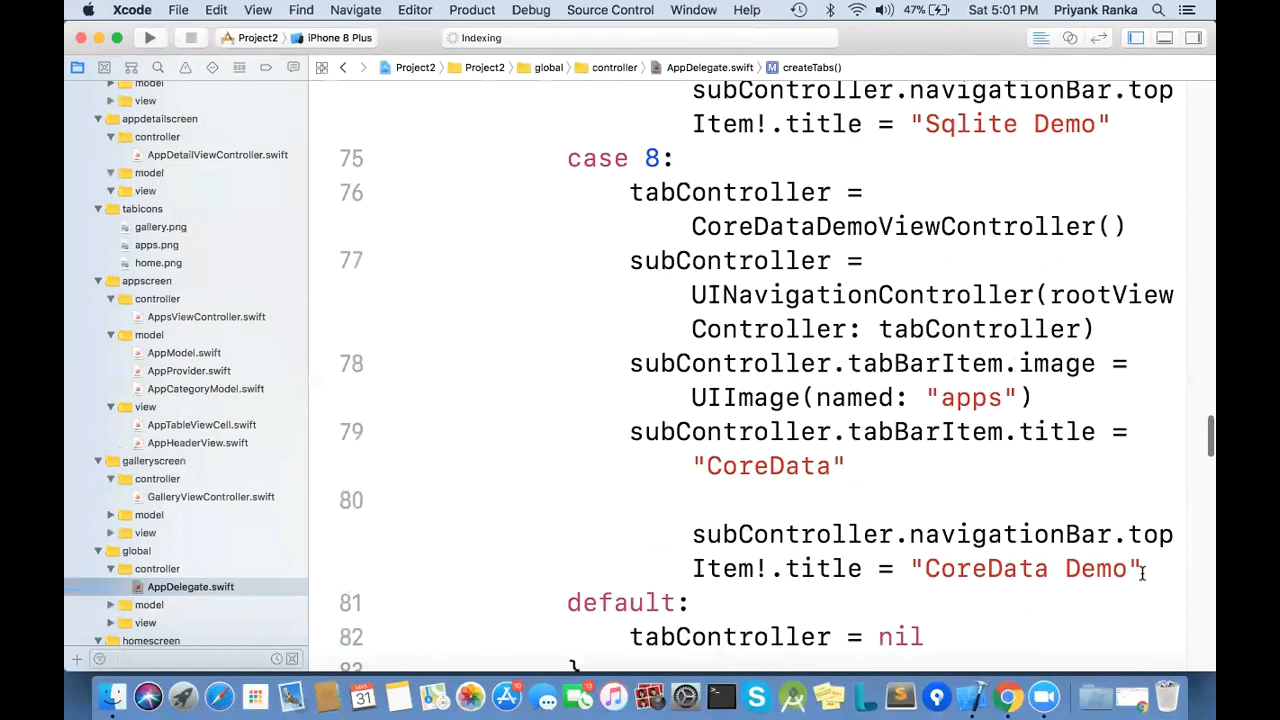 Xcode File Edit View Find Navigate Editor Product Debug Source Control Window Help 47% Sat 5:01 PM Priyank Ranka
Project2 iPhone 8 Plus Indexing
Project2 Project2 global controller AppDelegate.swift M createTabs()
model
view
appdetailscreen
controller
AppDetailViewController.swift
model
view
tabicons
gallery.png
apps.png
home.png
appscreen
controller
AppsViewController.swift
model
AppModel.swift
AppProvider.swift
AppCategoryModel.swift
view
AppTableViewCell.swift
AppHeaderView.swift
galleryscreen
controller
GalleryViewController.swift
model
view
global
controller
AppDelegate.swift
model
view
homescreen
subController.navigationBar.top
Item!.title = "Sqlite Demo"
75 case 8:
76 tabController =
CoreDataDemoViewController()
77 subController =
UINavigationController(rootView
Controller: tabController)
78 subController.tabBarItem.image =
UIImage(named: "apps")
79 subController.tabBarItem.title =
"CoreData"
80
subController.navigationBar.top
Item!.title = "CoreData Demo"
81 default:
82 tabController = nil
83 }